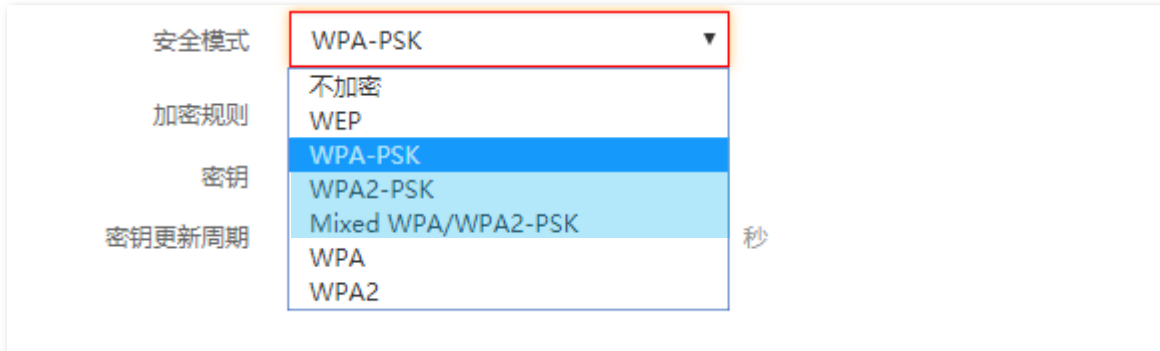 安全模式 WPA-PSK
不加密
加密规则
WEP
WPA-PSK
密钥
WPA2-PSK
Mixed WPA/WPA2-PSK
密钥更新周期 秒
WPA
WPA2